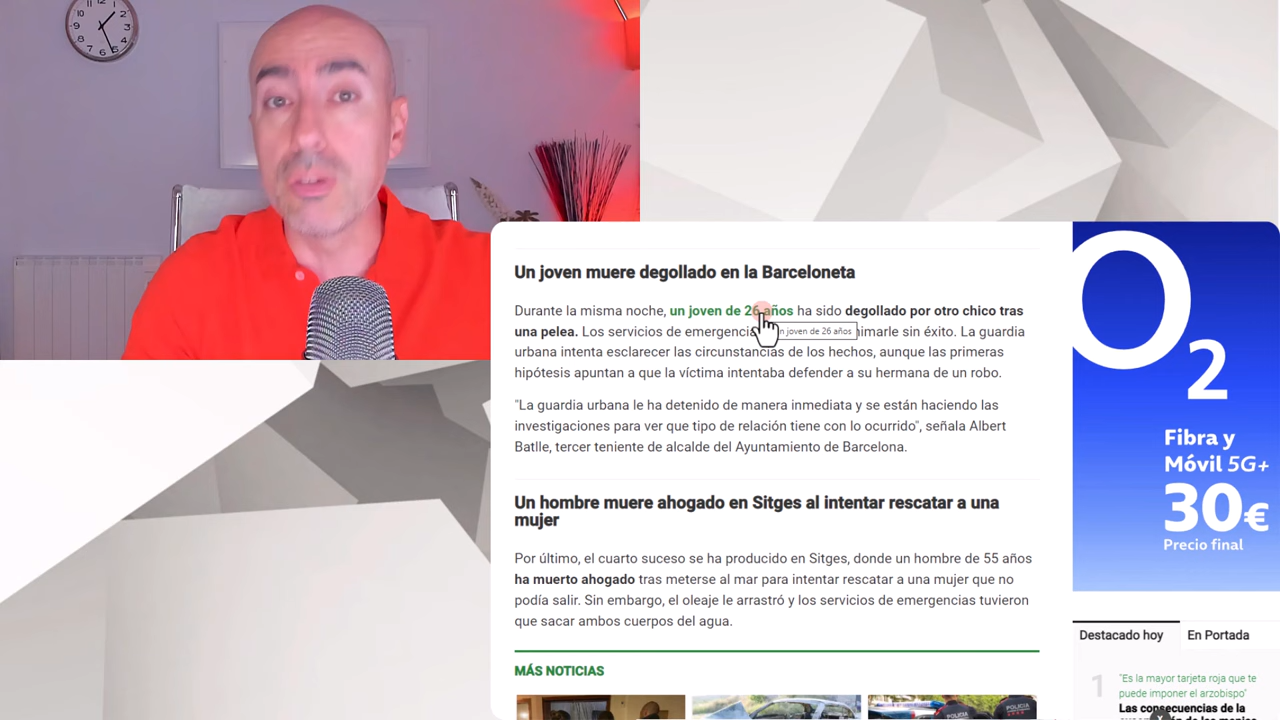 Un joven muere degollado en la Barceloneta
Durante la misma noche, un joven de 26 años ha sido degollado por otro chico tras
una pelea. Los servicios de emergenci
n joven de 26 años
himarle sin éxito. La guardia
urbana intenta esclarecer las circunstancias de los hechos, aunque las primeras
hipótesis apuntan a que la víctima intentaba defender a su hermana de un robo.
"La guardia urbana le ha detenido de manera inmediata y se están haciendo las
investigaciones para ver que tipo de relación tiene con lo ocurrido", señala Albert
Batlle, tercer teniente de alcalde del Ayuntamiento de Barcelona.
Un hombre muere ahogado en Sitges al intentar rescatar a una
mujer
Por último, el cuarto suceso se ha producido en Sitges, donde un hombre de 55 años
ha muerto ahogado tras meterse al mar para intentar rescatar a una mujer que no
podía salir. Sin embargo, el oleaje le arrastró y los servicios de emergencias tuvieron
que sacar ambos cuerpos del agua.
MÁS NOTICIAS
POLICIA
O2
Fibra y
Móvil 5G+
30€
Precio final
Destacado hoy
En Portada
1
"Es la mayor tarjeta roja que te
puede imponer el arzobispo"
Las consecuencias de la